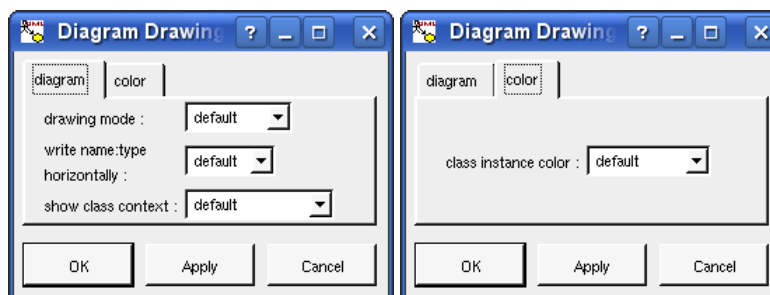 Diagram Drawing
diagram color
drawing mode : default
write name:type
horizontally : default
show class context : default
OK Apply Cancel
Diagram Drawing
diagram color
class instance color : default
OK Apply Cancel